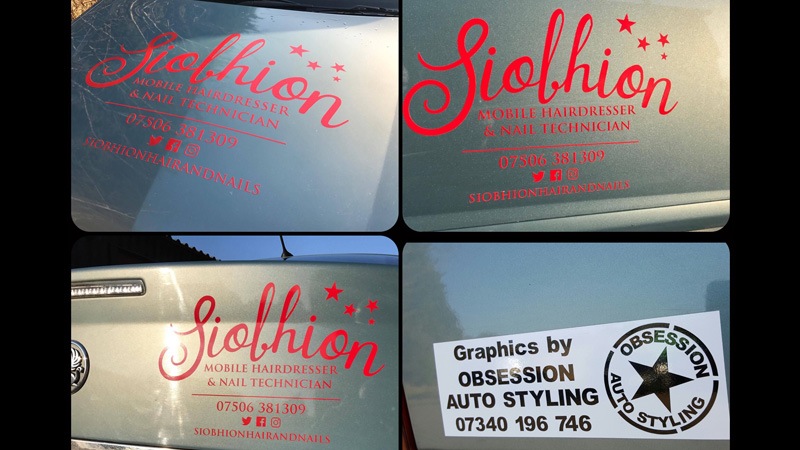 Siobhion
MOBILE HAIRDRESSER
& NAIL TECHNICIAN
07506 381309
SIOBHIONHAIRANDNAILS
Siobhion
MOBILE HAIRDRESSER
& NAIL TECHNICIAN
07506 381309
SIOBHIONHAIRANDNAILS
Siobhion
MOBILE HAIRDRESSER
& NAIL TECHNICIAN
07506 381309
SIOBHIONHAIRANDNAILS
Graphics by
OBSESSION
AUTO STYLING
07340 196 746
OBSESSION
AUTO STYLING